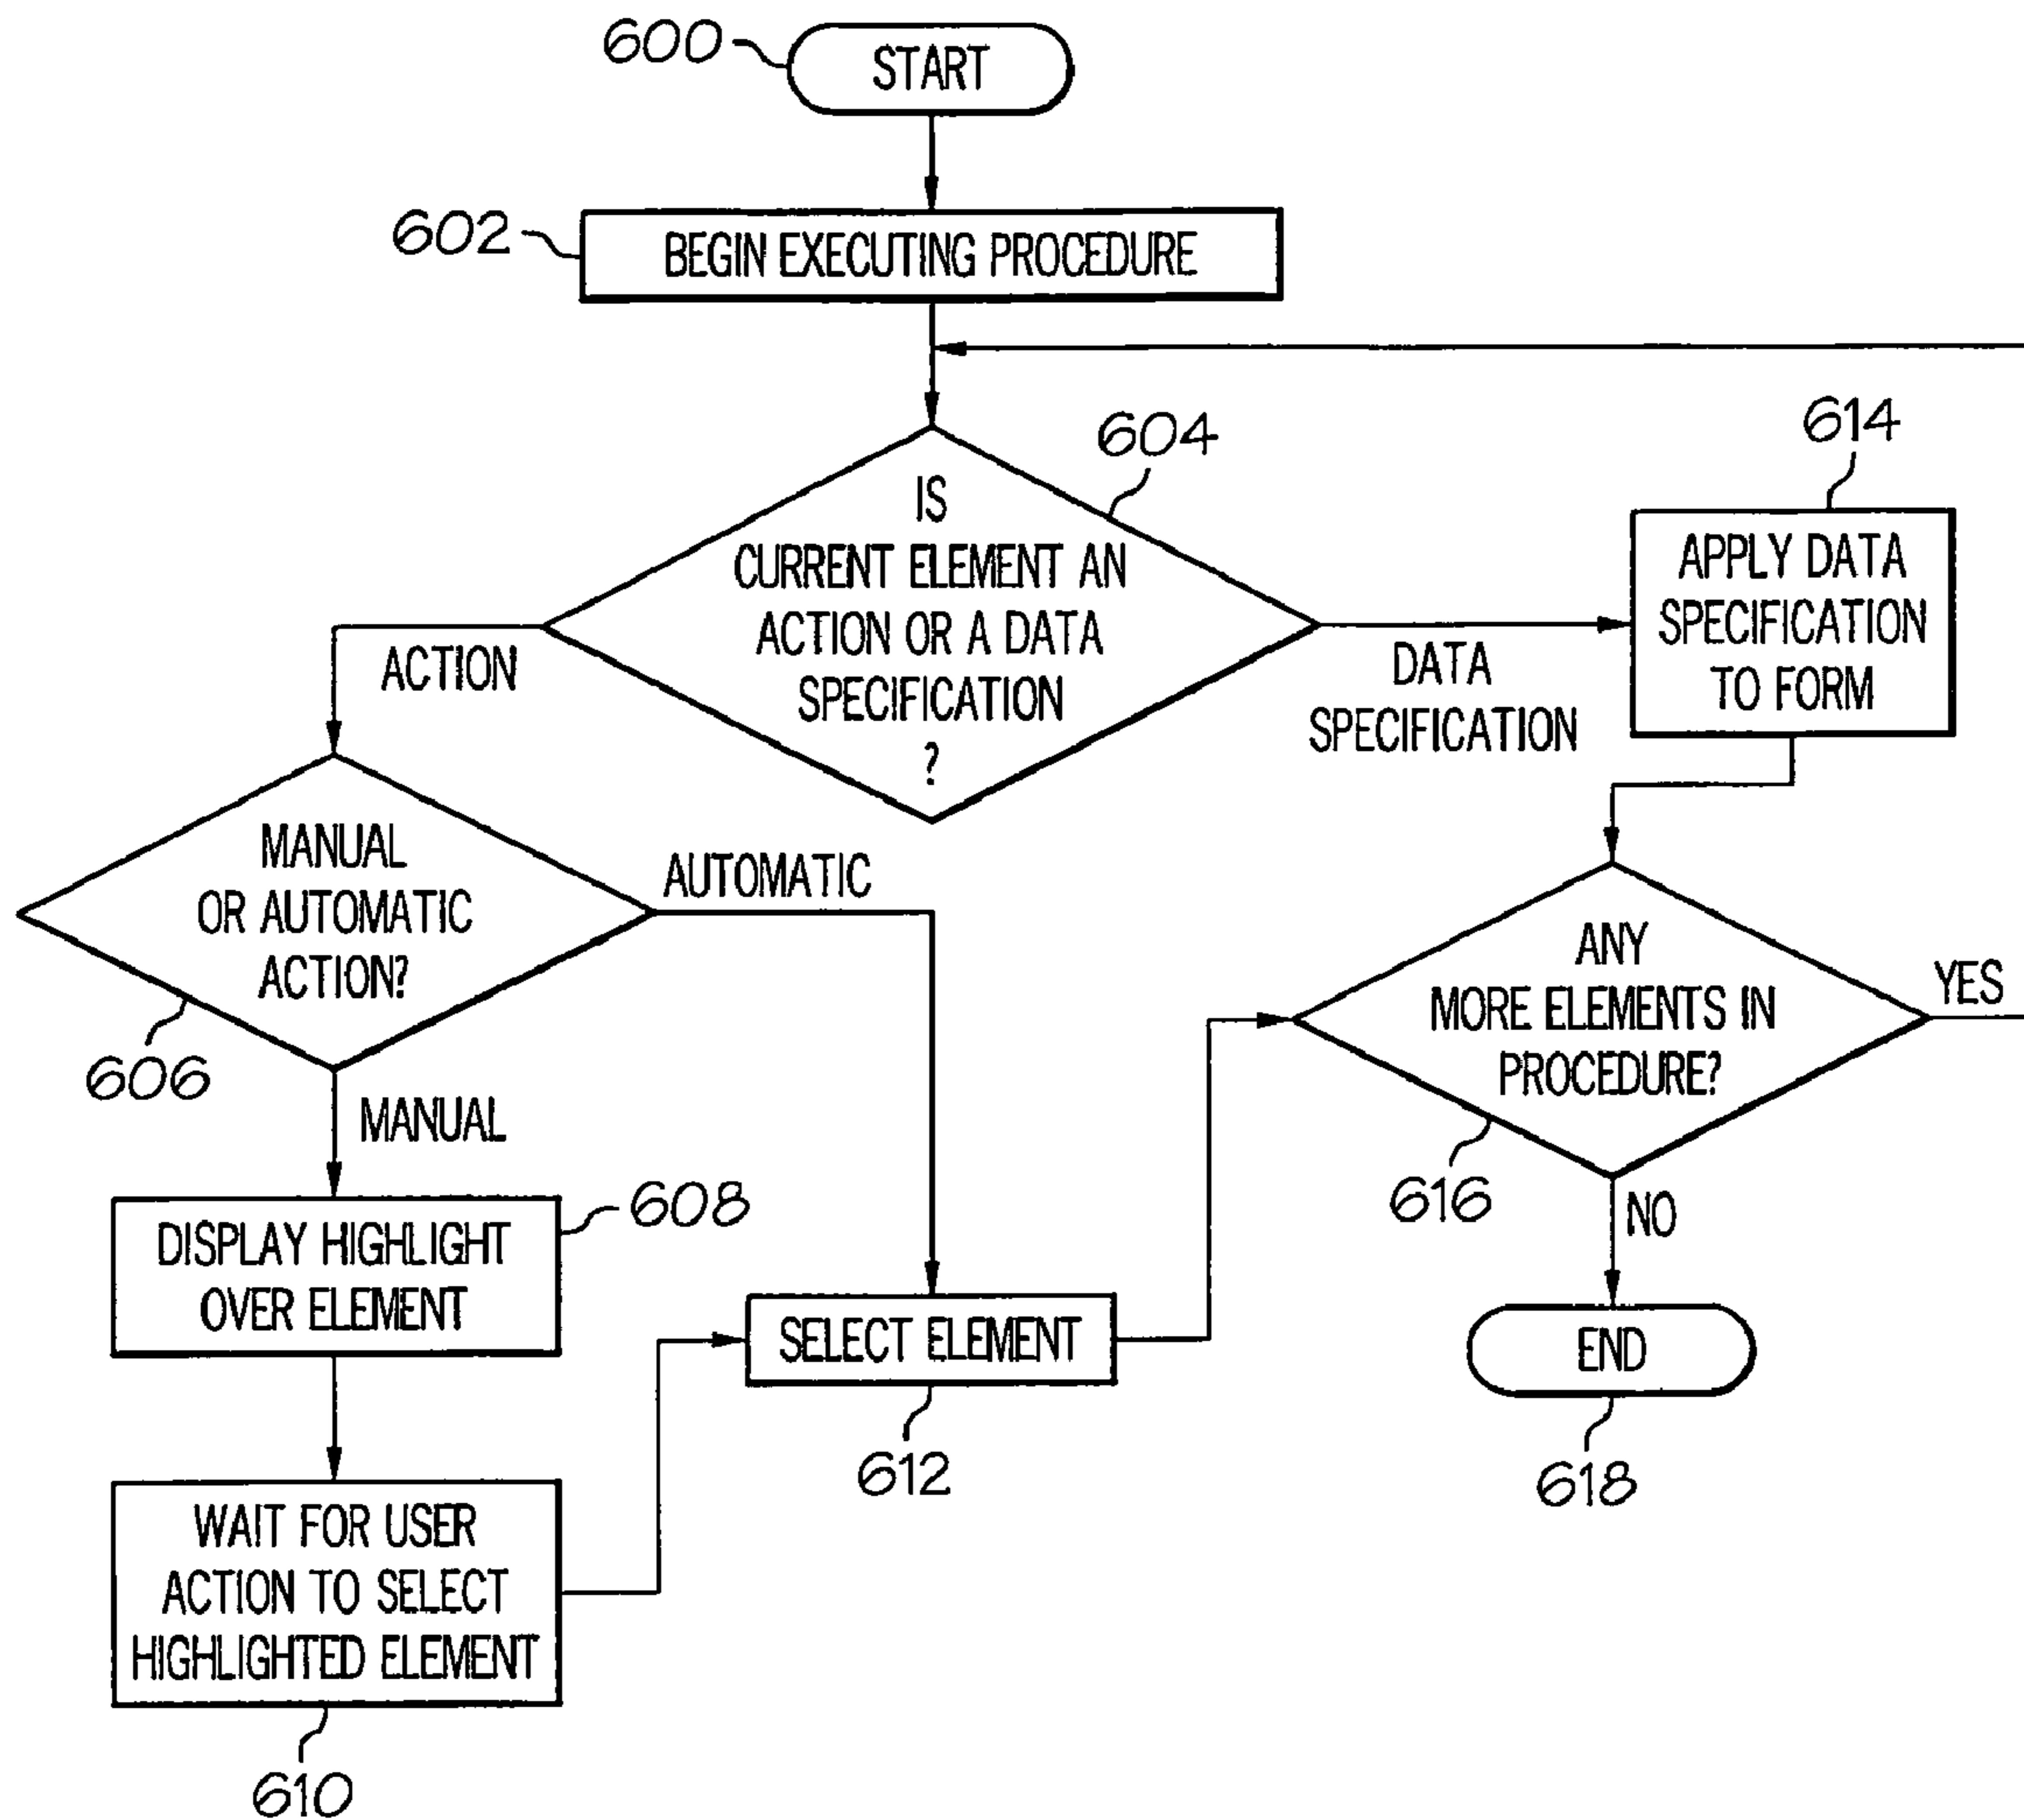 600
START
602
BEGIN EXECUTING PROCEDURE
604
IS
CURRENT ELEMENT AN
ACTION OR A DATA
SPECIFICATION
?
ACTION
DATA
SPECIFICATION
614
APPLY DATA
SPECIFICATION
TO FORM
MANUAL
OR AUTOMATIC
ACTION?
606
AUTOMATIC
MANUAL
ANY
MORE ELEMENTS IN
PROCEDURE?
616
YES
NO
608
DISPLAY HIGHLIGHT
OVER ELEMENT
SELECT ELEMENT
612
END
618
WAIT FOR USER
ACTION TO SELECT
HIGHLIGHTED ELEMENT
610